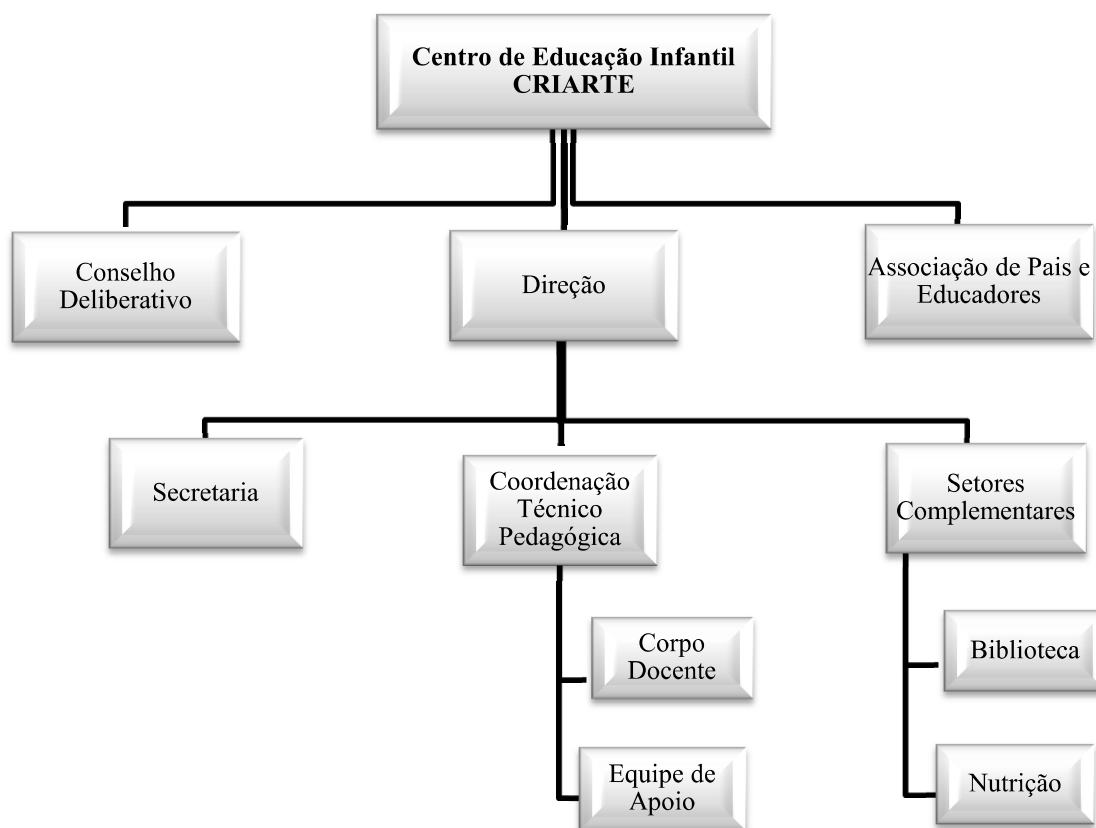 Centro de Educação Infantil
CRIARTE
Conselho
Deliberativo
Direção
Associação de Pais e
Educadores
Secretaria
Coordenação
Técnico
Pedagógica
Setores
Complementares
Corpo
Docente
Biblioteca
Equipe de
Apoio
Nutrição